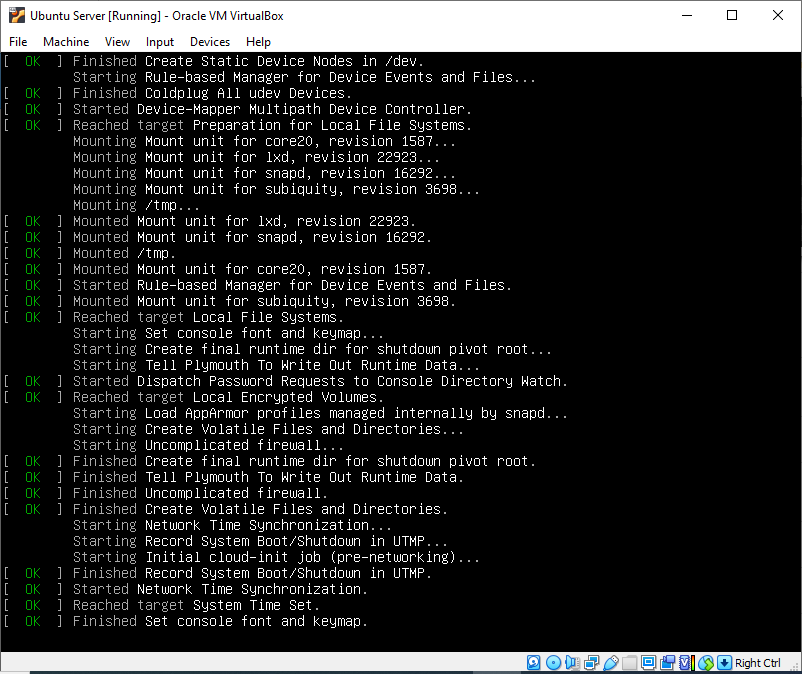 Ubuntu Server [Running] - Oracle VM VirtualBox
File Machine View Input Devices Help
[  OK  ] Finished Create Static Device Nodes in /dev.
Starting Rule-based Manager for Device Events and Files...
[  OK  ] Finished Coldplug All udev Devices.
[  OK  ] Started Device-Mapper Multipath Device Controller.
[  OK  ] Reached target Preparation for Local File Systems.
Mounting Mount unit for core20, revision 1587...
Mounting Mount unit for lxd, revision 22923...
Mounting Mount unit for snapd, revision 16292...
Mounting Mount unit for subiquity, revision 3698...
Mounting /tmp...
[  OK  ] Mounted Mount unit for lxd, revision 22923.
[  OK  ] Mounted Mount unit for snapd, revision 16292.
[  OK  ] Mounted /tmp.
[  OK  ] Mounted Mount unit for core20, revision 1587.
[  OK  ] Started Rule-based Manager for Device Events and Files.
[  OK  ] Mounted Mount unit for subiquity, revision 3698.
[  OK  ] Reached target Local File Systems.
Starting Set console font and keymap...
Starting Create final runtime dir for shutdown pivot root...
Starting Tell Plymouth To Write Out Runtime Data...
[  OK  ] Started Dispatch Password Requests to Console Directory Watch.
[  OK  ] Reached target Local Encrypted Volumes.
Starting Load AppArmor profiles managed internally by snapd...
Starting Create Volatile Files and Directories...
Starting Uncomplicated firewall...
[  OK  ] Finished Create final runtime dir for shutdown pivot root.
[  OK  ] Finished Tell Plymouth To Write Out Runtime Data.
[  OK  ] Finished Uncomplicated firewall.
[  OK  ] Finished Create Volatile Files and Directories.
Starting Network Time Synchronization...
Starting Record System Boot/Shutdown in UTMP...
Starting Initial cloud-init job (pre-networking)...
[  OK  ] Finished Record System Boot/Shutdown in UTMP.
[  OK  ] Started Network Time Synchronization.
[  OK  ] Reached target System Time Set.
[  OK  ] Finished Set console font and keymap.
Right Ctrl